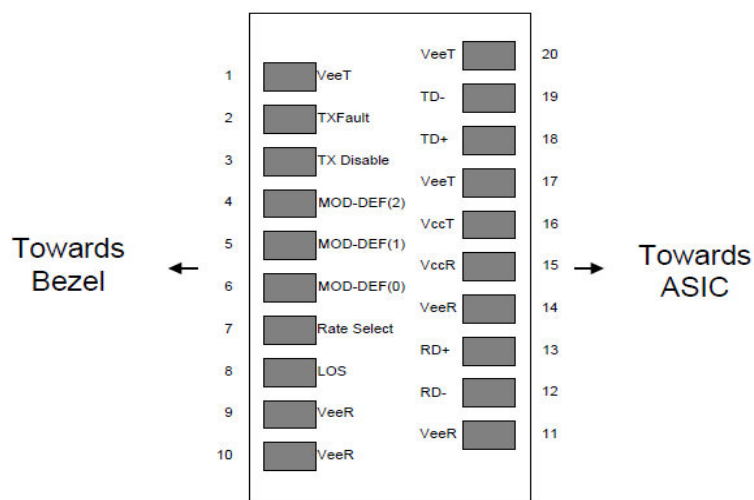 VeeT 20
1 VeeT
TD- 19
2 TXFault
TD+ 18
3 TX Disable
VeeT 17
4 MOD-DEF(2)
VccT 16
5 MOD-DEF(1)
VccR 15
6 MOD-DEF(0)
VeeR 14
7 Rate Select
RD+ 13
8 LOS
RD- 12
9 VeeR
VeeR 11
10 VeeR
Towards
Bezel
Towards
ASIC